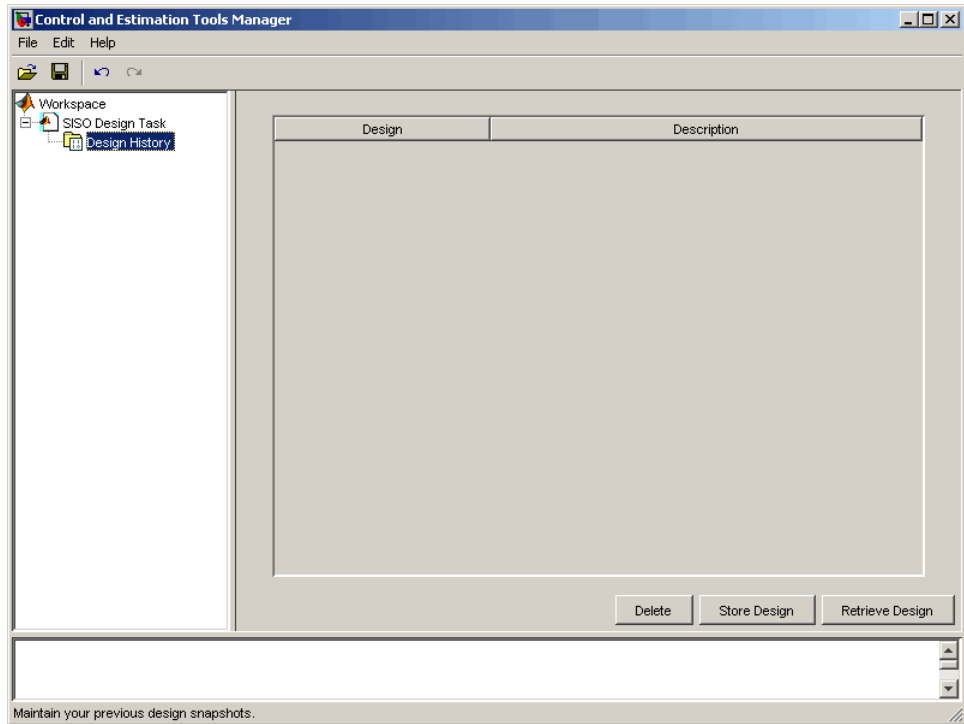 Control and Estimation Tools Manager
File Edit Help
Workspace
SISO Design Task
Design History
Design Description
Delete Store Design Retrieve Design
Maintain your previous design snapshots.